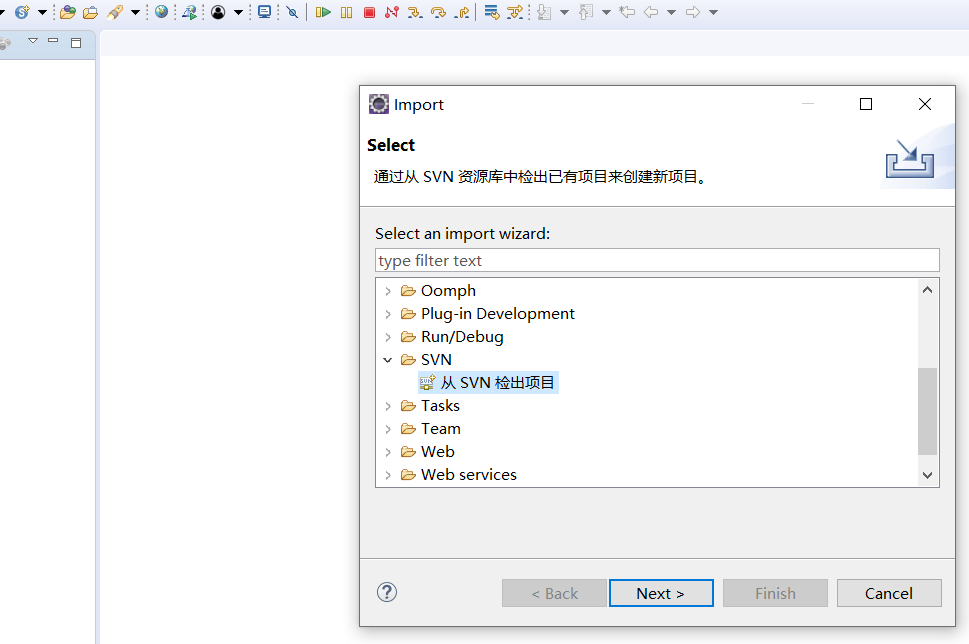 Import
Select
通过从 SVN 资源库中检出已有项目来创建新项目。
Select an import wizard:
type filter text
Oomph
Plug-in Development
Run/Debug
SVN
从 SVN 检出项目
Tasks
Team
Web
Web services
< Back
Next >
Finish
Cancel